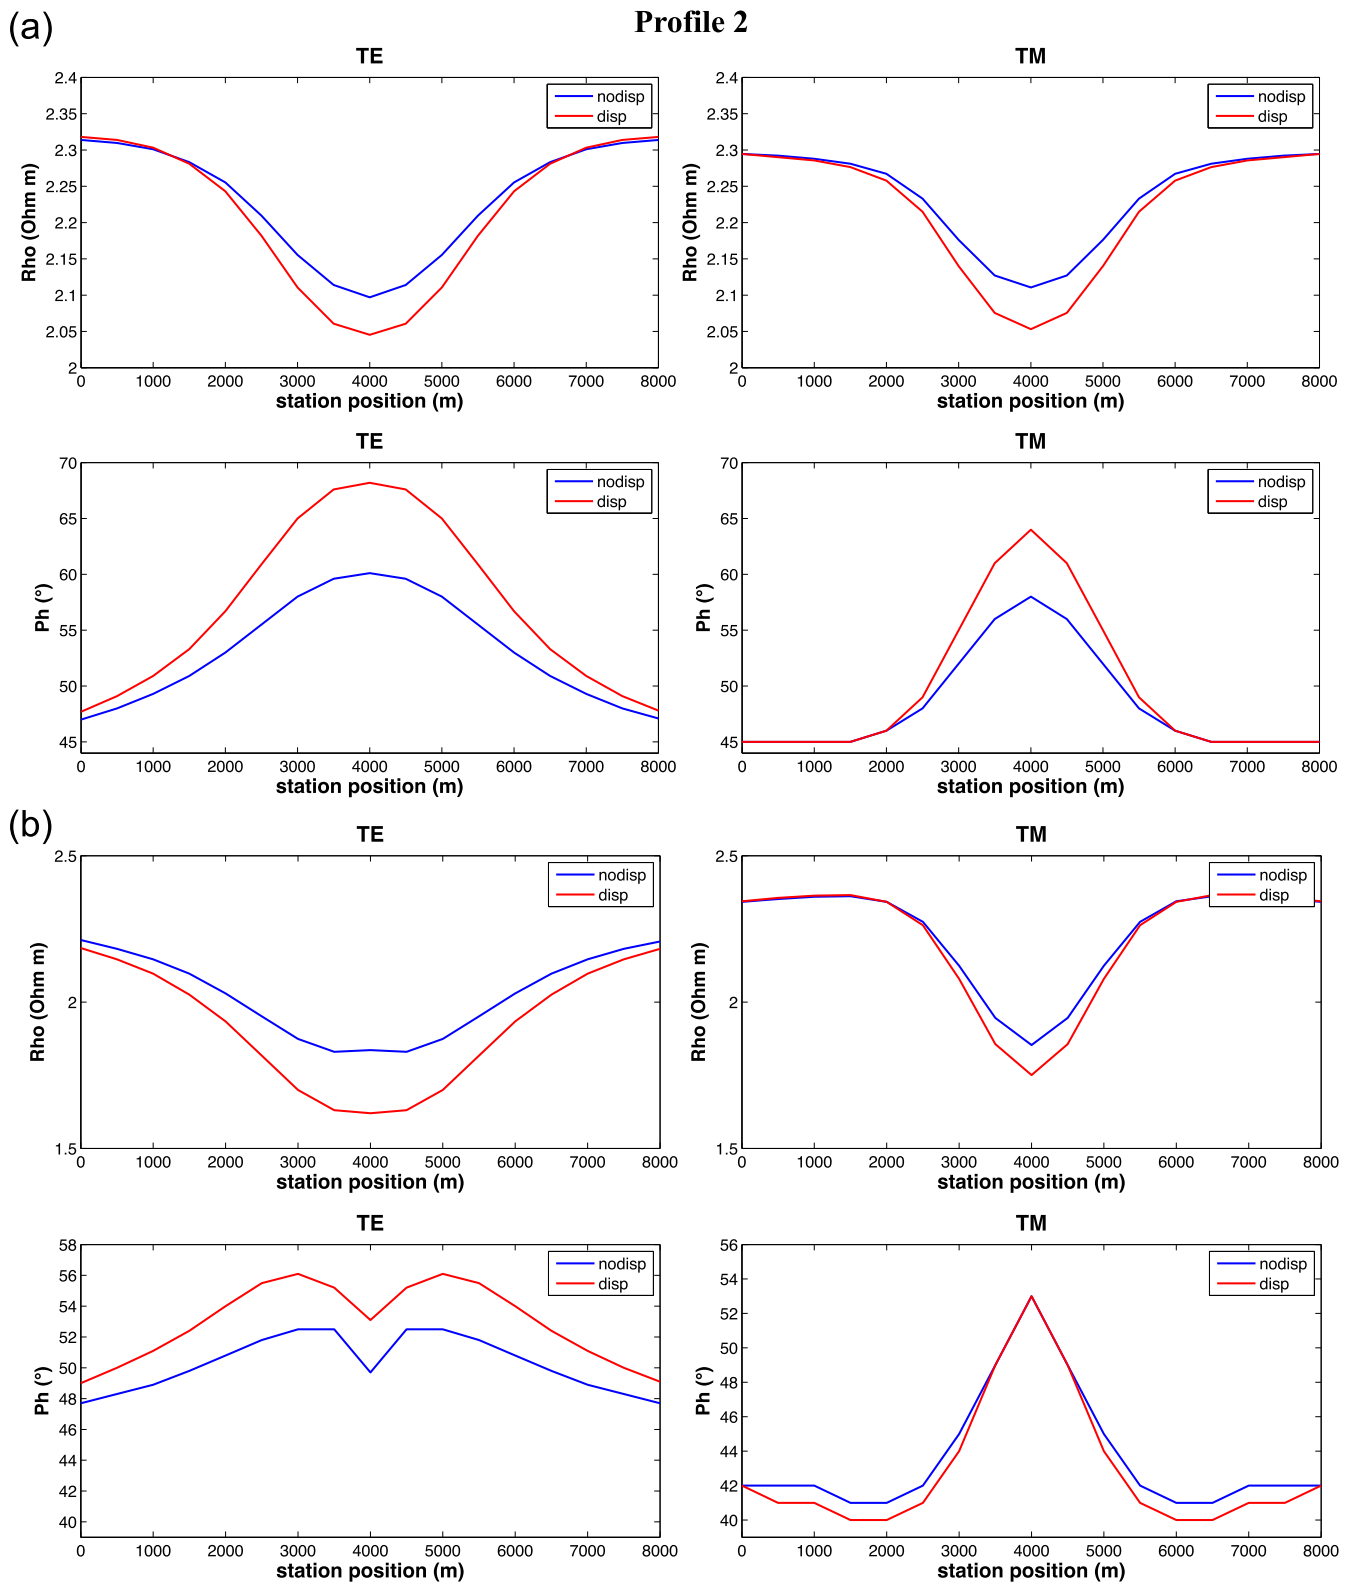 Profile 2
(a)
TE
2.4
2.35
2.3
2.25
2.2
2.15
2.1
2.05
2
Rho (Ohm m)
nodisp
disp
0 1000 2000 3000 4000 5000 6000 7000 8000
station position (m)
TM
2.4
2.35
2.3
2.25
2.2
2.15
2.1
2.05
2
Rho (Ohm m)
nodisp
disp
0 1000 2000 3000 4000 5000 6000 7000 8000
station position (m)
TE
70
65
60
55
50
45
Ph (°)
nodisp
disp
0 1000 2000 3000 4000 5000 6000 7000 8000
station position (m)
TM
70
65
60
55
50
45
Ph (°)
nodisp
disp
0 1000 2000 3000 4000 5000 6000 7000 8000
station position (m)
(b)
TE
2.5
2
1.5
Rho (Ohm m)
nodisp
disp
0 1000 2000 3000 4000 5000 6000 7000 8000
station position (m)
TM
2.5
2
1.5
Rho (Ohm m)
nodisp
disp
0 1000 2000 3000 4000 5000 6000 7000 8000
station position (m)
TE
58
56
54
52
50
48
46
44
42
40
Ph (°)
nodisp
disp
0 1000 2000 3000 4000 5000 6000 7000 8000
station position (m)
TM
56
54
52
50
48
46
44
42
40
Ph (°)
nodisp
disp
0 1000 2000 3000 4000 5000 6000 7000 8000
station position (m)